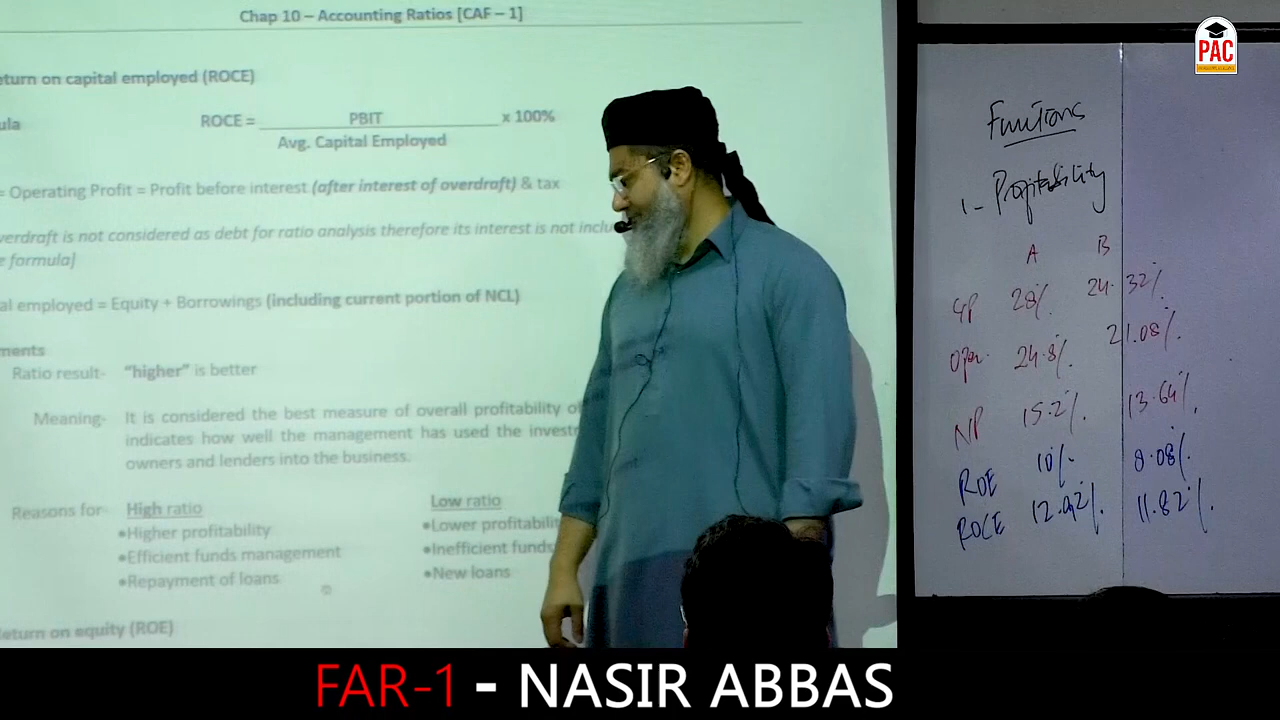 Chap 10 – Accounting Ratios [CAF – 1]
eturn on capital employed (ROCE)
ula
ROCE = PBIT x 100%
Avg. Capital Employed
= Operating Profit = Profit before interest (after interest of overdraft) & tax
verdraft is not considered as debt for ratio analysis therefore its interest is not inclu
e formula]
al employed = Equity + Borrowings (including current portion of NCL)
ments
Ratio result- "higher" is better
Meaning- It is considered the best measure of overall profitability of
indicates how well the management has used the invest
owners and lenders into the business.
Reasons for- High ratio Low ratio
•Higher profitability •Lower profitabilit
•Efficient funds management •Inefficient funds
•Repayment of loans •New loans
eturn on equity (ROE)
PAC
Functions
1- Profitability
A B
GP 28% 24.32%
Oper. 24.8% 21.08%
NP 15.2% 13.64%
ROE 10% 8.08%
ROCE 12.92% 11.82%
FAR-1 - NASIR ABBAS